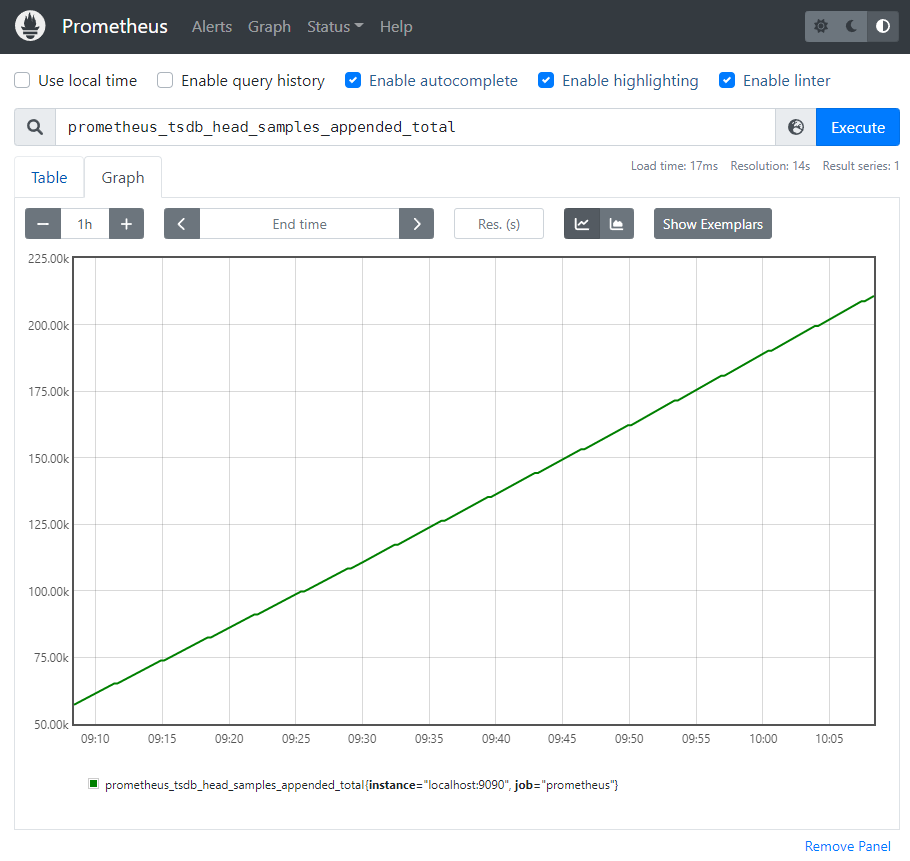 Prometheus Alerts Graph Status Help
Use local time Enable query history Enable autocomplete Enable highlighting Enable linter
prometheus_tsdb_head_samples_appended_total Execute
Load time: 17ms Resolution: 14s Result series: 1
Table Graph
1h End time Res. (s) Show Exemplars
225.00k
200.00k
175.00k
150.00k
125.00k
100.00k
75.00k
50.00k
09:10 09:15 09:20 09:25 09:30 09:35 09:40 09:45 09:50 09:55 10:00 10:05
prometheus_tsdb_head_samples_appended_total{instance="localhost:9090", job="prometheus"}
Remove Panel